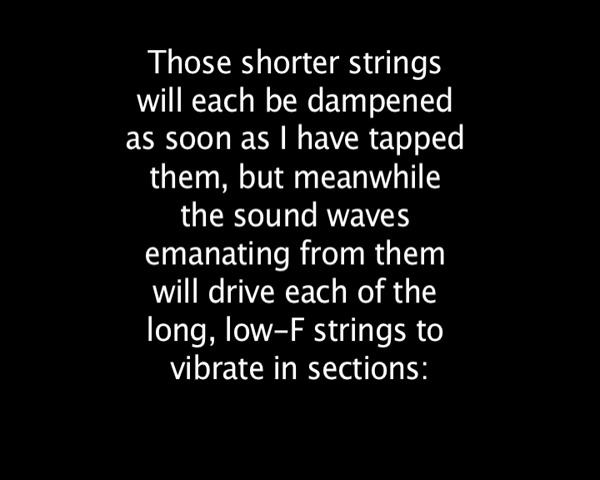 Those shorter strings
will each be dampened
as soon as I have tapped
them, but meanwhile
the sound waves
emanating from them
will drive each of the
long, low-F strings to
vibrate in sections: